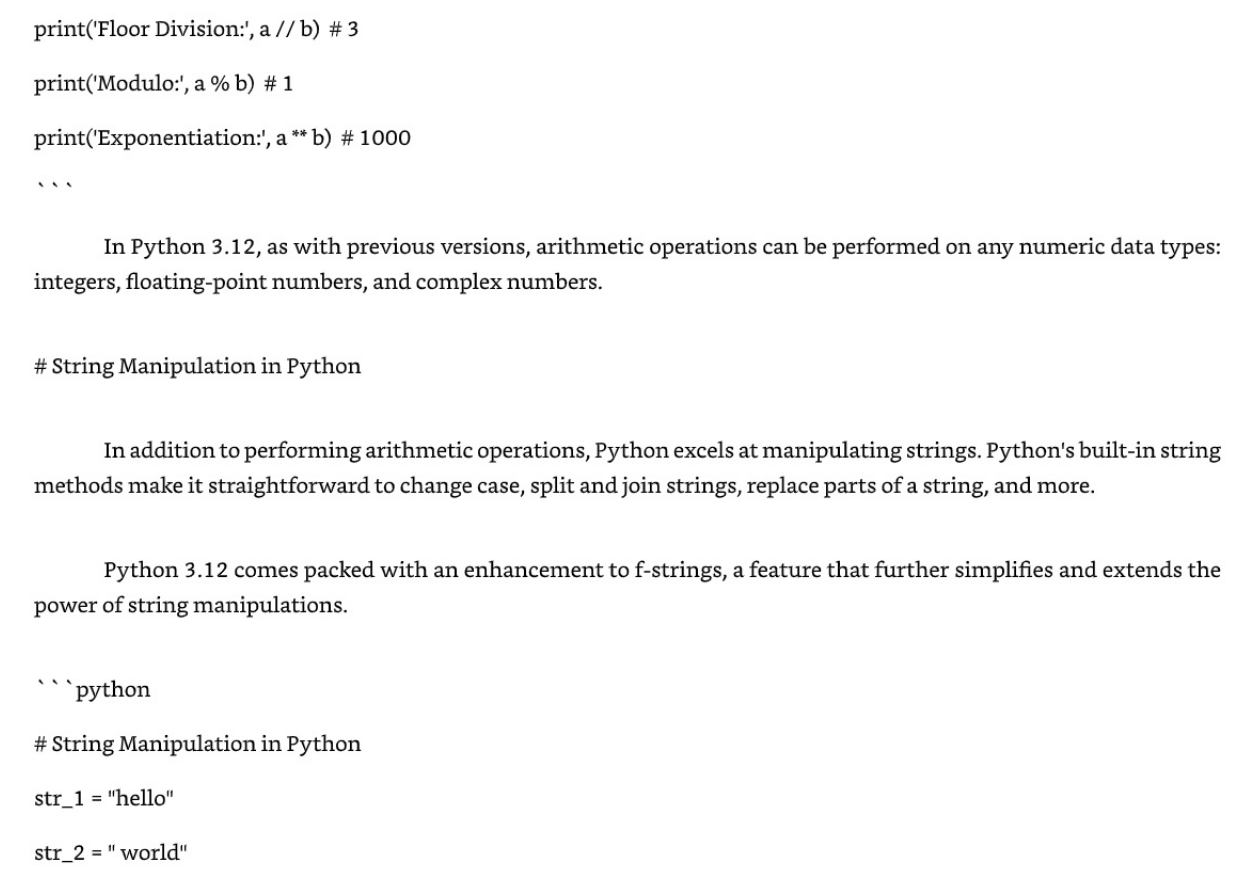 print('Floor Division:', a // b) # 3
print('Modulo:', a % b) # 1
print('Exponentiation:', a ** b) # 1000
```
In Python 3.12, as with previous versions, arithmetic operations can be performed on any numeric data types:
integers, floating-point numbers, and complex numbers.
# String Manipulation in Python
In addition to performing arithmetic operations, Python excels at manipulating strings. Python's built-in string
methods make it straightforward to change case, split and join strings, replace parts of a string, and more.
Python 3.12 comes packed with an enhancement to f-strings, a feature that further simplifies and extends the
power of string manipulations.
```python
# String Manipulation in Python
str_1 = "hello"
str_2 = " world"